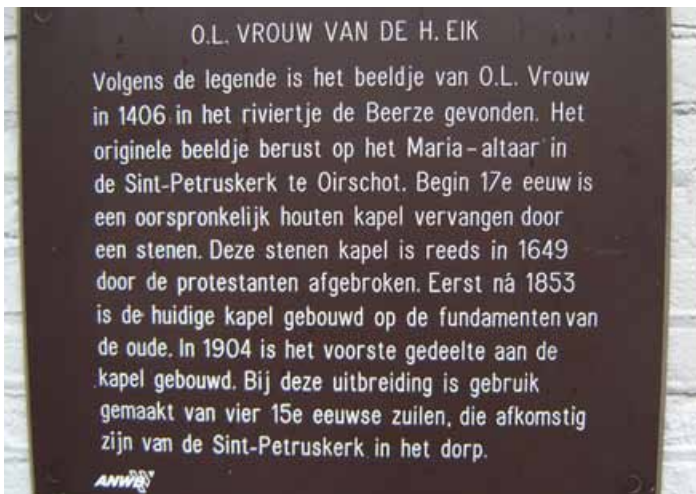 O.L. VROUW VAN DE H. EIK
Volgens de legende is het beeldje van O.L. Vrouw
in 1406 in het riviertje de Beerze gevonden. Het
originele beeldje berust op het Maria-altaar in
de Sint-Petruskerk te Oirschot. Begin 17e eeuw is
een oorspronkelijk houten kapel vervangen door
een stenen. Deze stenen kapel is reeds in 1649
door de protestanten afgebroken. Eerst ná 1853
is de huidige kapel gebouwd op de fundamenten van
de oude. In 1904 is het voorste gedeelte aan de
kapel gebouwd. Bij deze uitbreiding is gebruik
gemaakt van vier 15e eeuwse zuilen, die afkomstig
zijn van de Sint-Petruskerk in het dorp.
ANWB